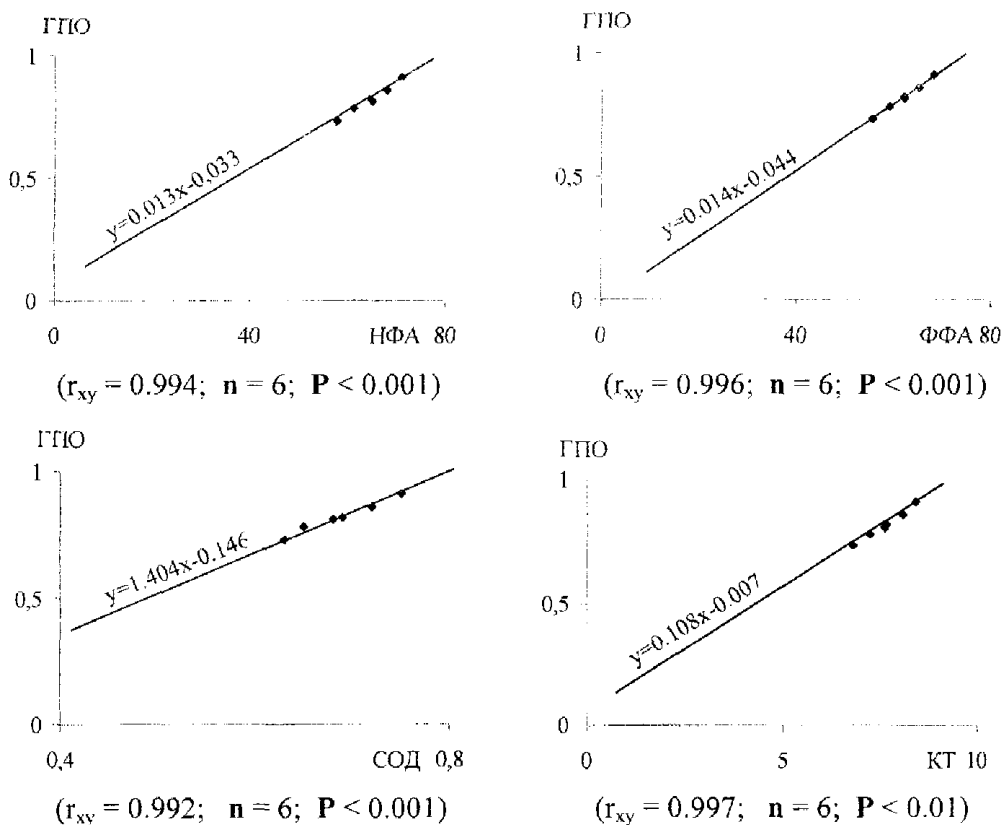 ГПО ГПО
1 1
y=0.013x-0,033 y=0.014x-0.044
0,5 0,5
0 0
0 40 НФА 80 0 40 ФФА 80
(rxy = 0.994; n = 6; P < 0.001) (rxy = 0.996; n = 6; P < 0.001)
ГПО ГПО
1 1
y=1.404x-0.146 y=0.108x-0.007
0,5 0,5
0 0
0,4 СОД 0,8 0 5 КТ 10
(rxy = 0.992; n = 6; P < 0.001) (rxy = 0.997; n = 6; P < 0.01)